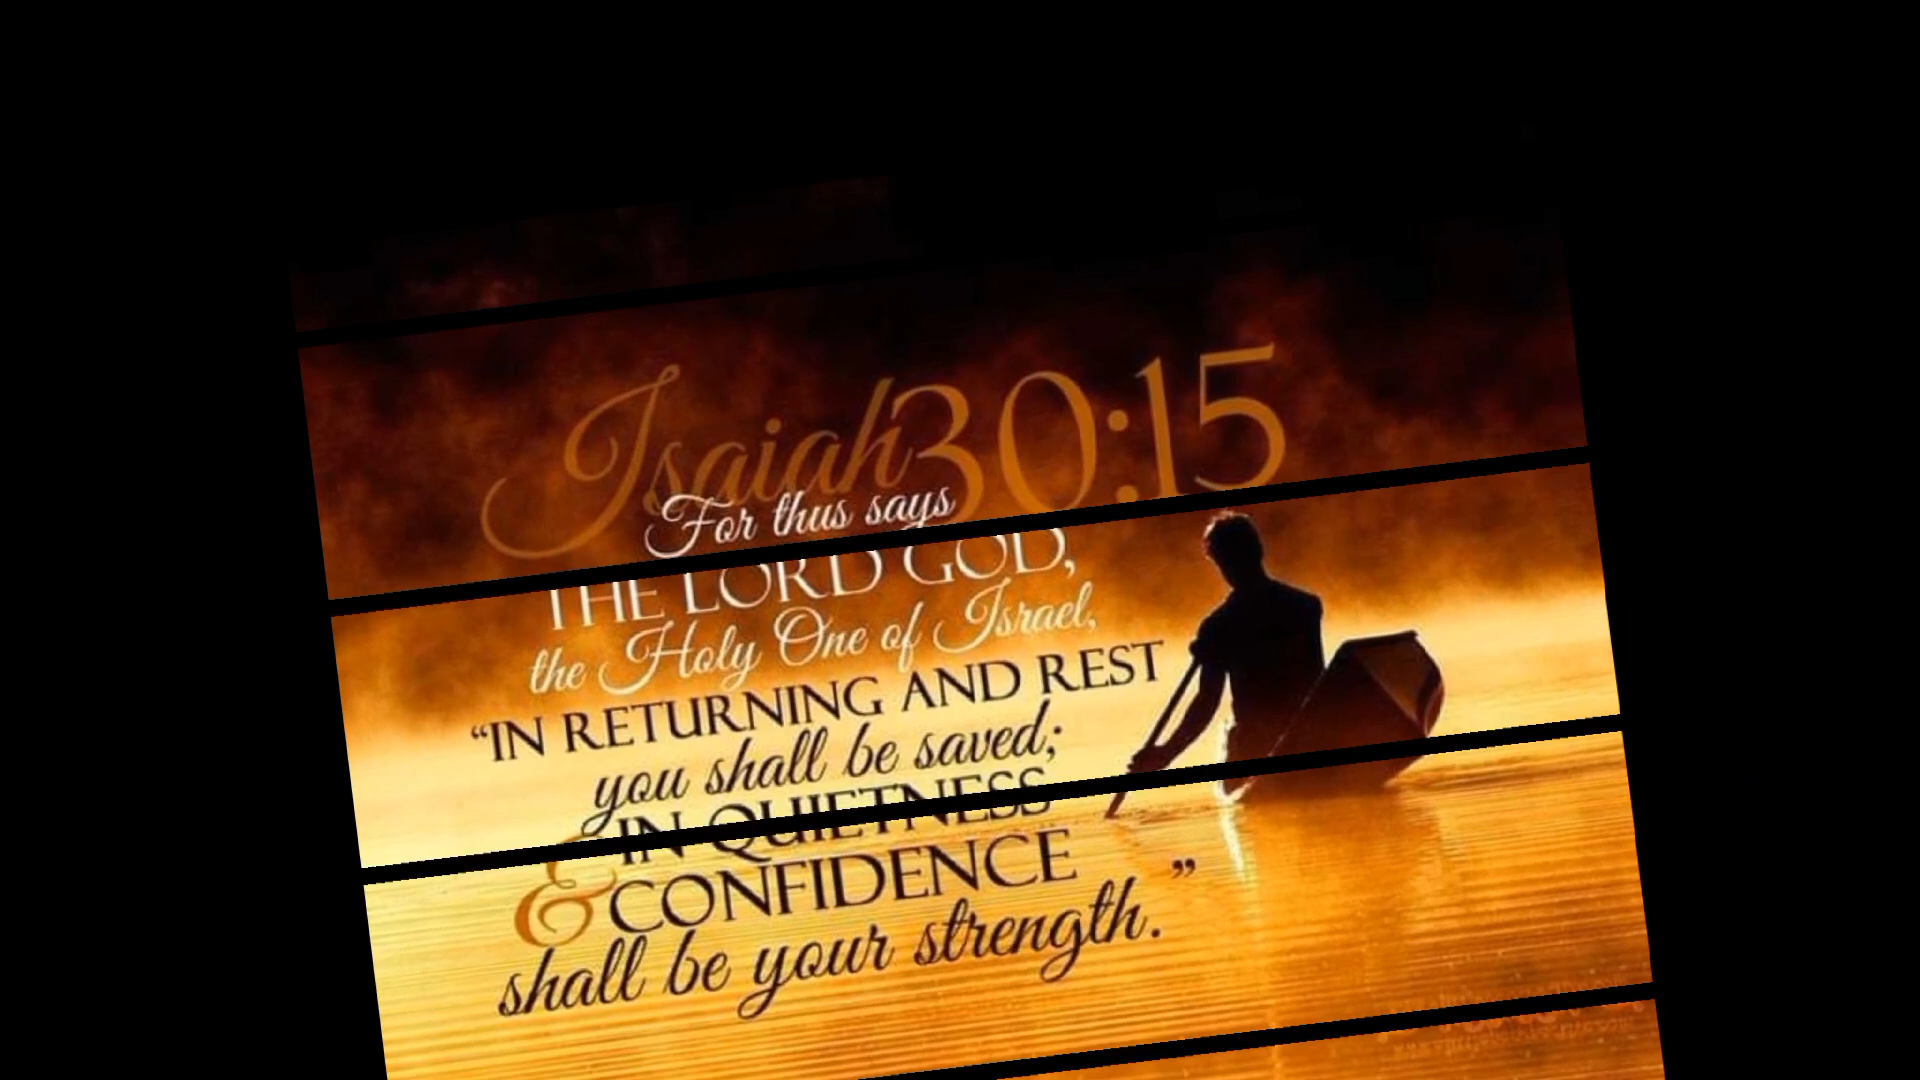 Isaiah 30:15
For thus says
THE LORD GOD,
the Holy One of Israel,
“IN RETURNING AND REST
you shall be saved;
IN QUIETNESS
& CONFIDENCE
shall be your strength.”